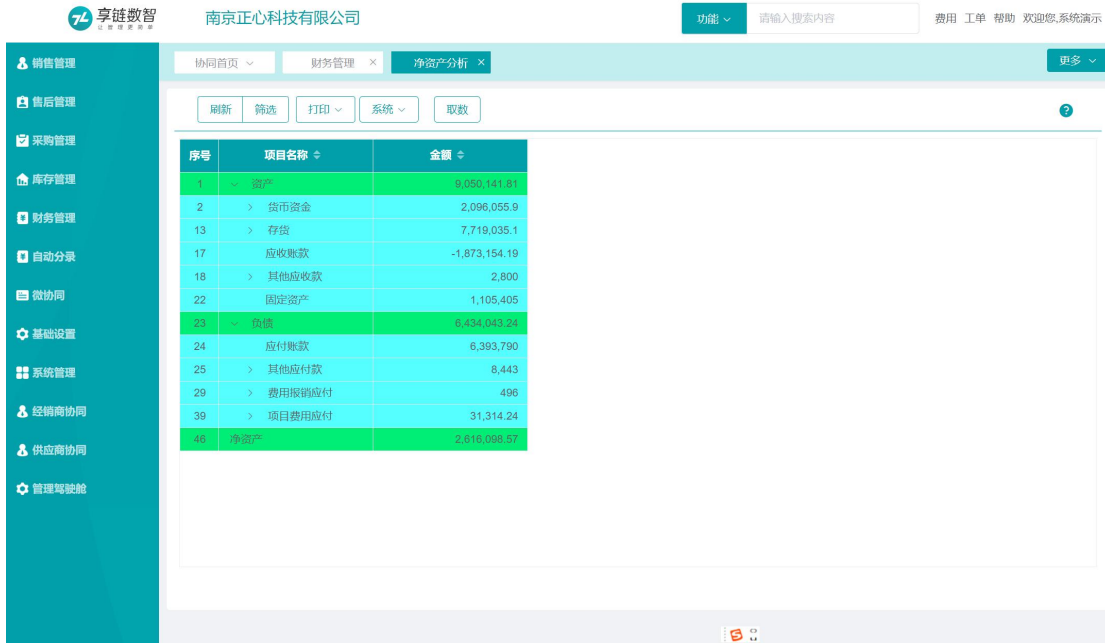 享链数智
让管理更简单
南京正心科技有限公司
功能
请输入搜索内容
费用 工单 帮助 欢迎您,系统演示
销售管理
售后管理
采购管理
库存管理
财务管理
自动分录
微协同
基础设置
系统管理
经销商协同
供应商协同
管理驾驶舱
协同首页 财务管理 × 净资产分析 × 更多
刷新 筛选 打印 系统 取数
序号 项目名称 金额
1 资产 9,050,141.81
2 货币资金 2,096,055.9
13 存货 7,719,035.1
17 应收账款 -1,873,154.19
18 其他应收款 2,800
22 固定资产 1,105,405
23 负债 6,434,043.24
24 应付账款 6,393,790
25 其他应付款 8,443
29 费用报销应付 496
39 项目费用应付 31,314.24
46 净资产 2,616,098.57